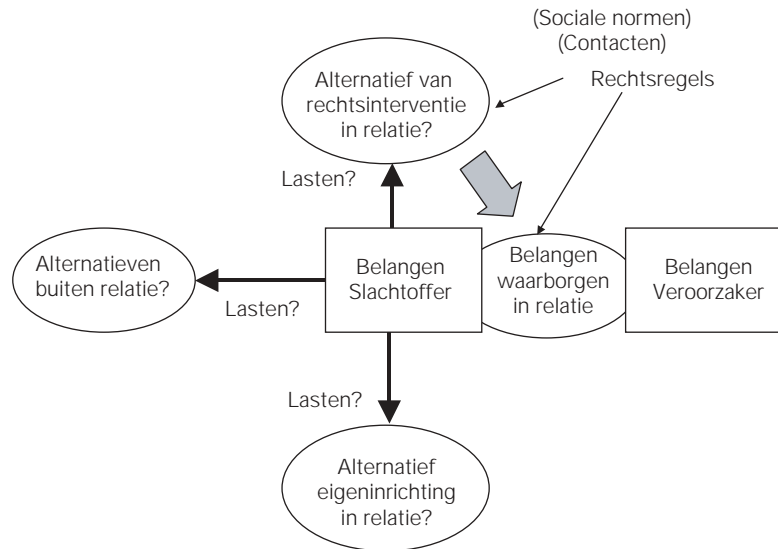 (Sociale normen)
(Contacten)
Rechtsregels
Alternatief van
rechtsinterventie
in relatie?
Lasten?
Alternatieven
buiten relatie?
Lasten?
Belangen
Slachtoffer
Belangen
waarborgen
in relatie
Belangen
Veroorzaker
Lasten?
Alternatief
eigeninrichting
in relatie?